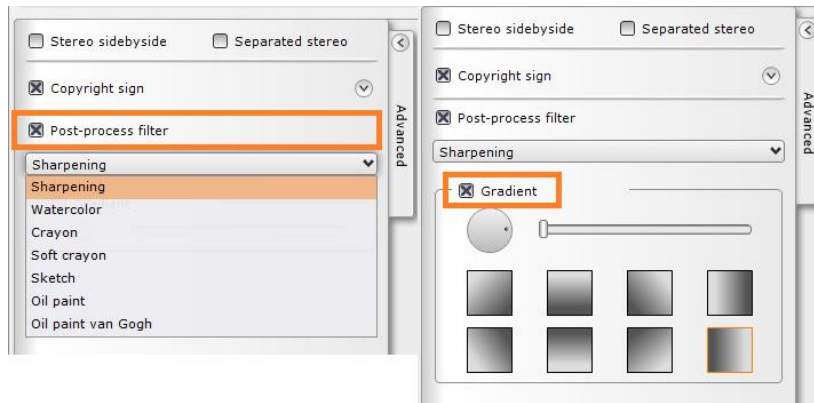 Stereo sidebyside Separated stereo
Copyright sign
Post-process filter
Sharpening
Sharpening
Watercolor
Crayon
Soft crayon
Sketch
Oil paint
Oil paint van Gogh
Advanced
Stereo sidebyside Separated stereo
Copyright sign
Post-process filter
Sharpening
Gradient
Advanced